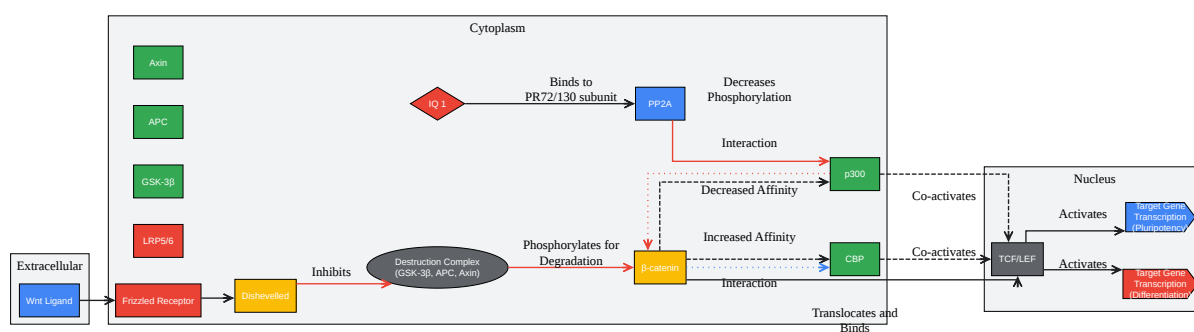 Cytoplasm
Axin
APC
GSK-3β
LRP5/6
IQ 1
Binds to
PR72/130 subunit
PP2A
Decreases
Phosphorylation
Interaction
p300
Decreased Affinity
Co-activates
Nucleus
Target Gene
Transcription
(Pluripotency)
Activates
Increased Affinity
Phosphorylates for
Degradation
Destruction Complex
(GSK-3β, APC, Axin)
β-catenin
CBP
Co-activates
TCF/LEF
Activates
Target Gene
Transcription
(Differentiation)
Interaction
Inhibits
Extracellular
Wnt Ligand
Frizzled Receptor
Dishevelled
Translocates and
Binds